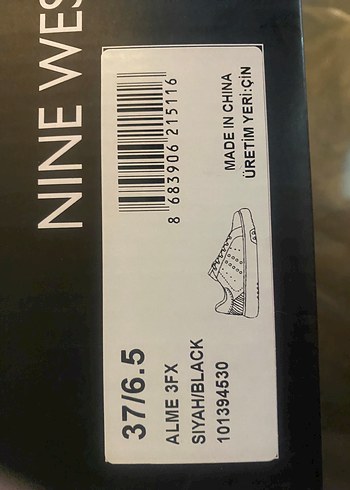 NINE WES
37/6.5
ALME 3FX
SIYAH/BLACK
101394530
8 683906 215116
MADE IN CHINA
ÜRETİM YERİ:ÇİN